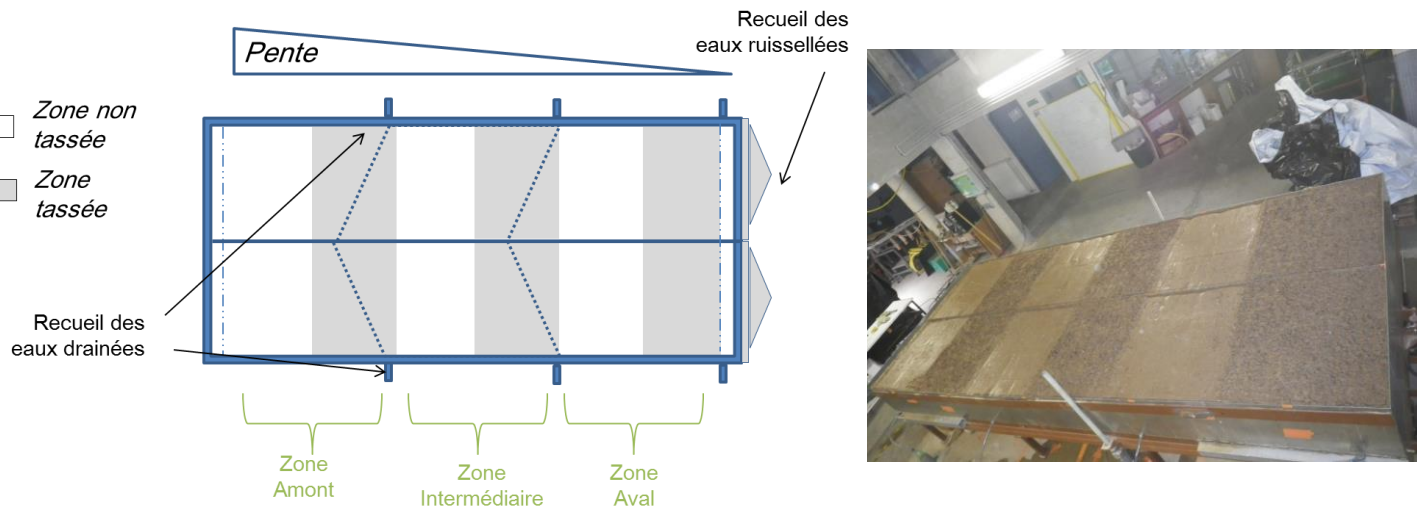 Recueil des
eaux ruissellées
Pente
Zone non
tassée
Zone
tassée
Recueil des
eaux drainées
Zone
Amont
Zone
Intermédiaire
Zone
Aval